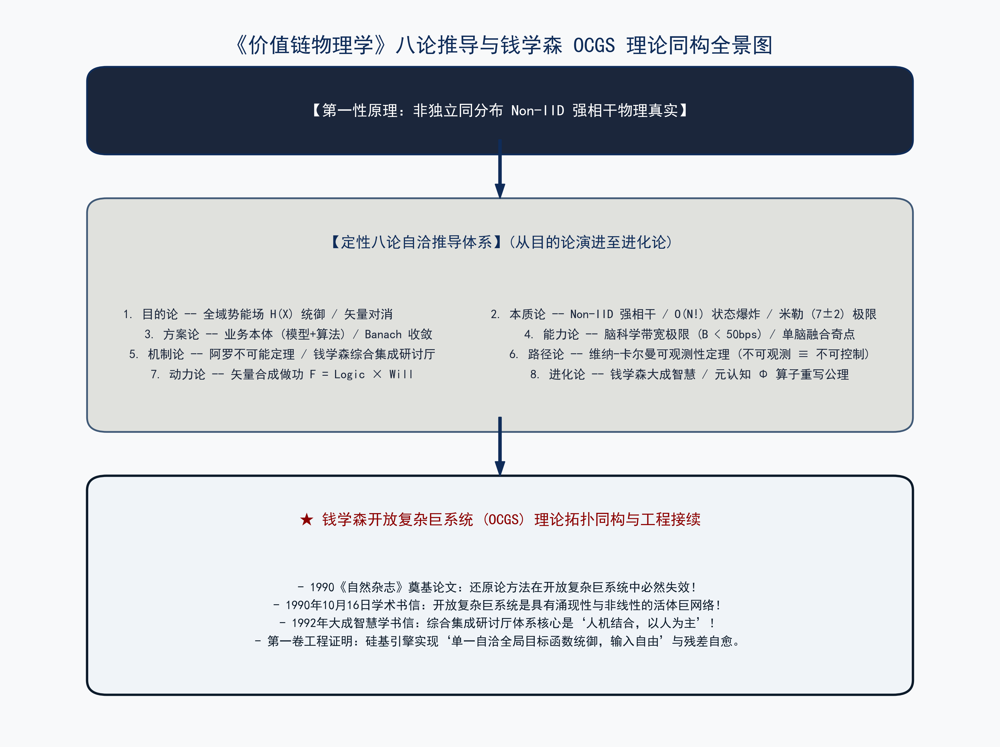 《价值链物理学》八论推导与钱学森 OCGS 理论同构全景图
【第一性原理：非独立同分布 Non-IID 强相干物理真实】
【定性八论自洽推导体系】(从目的论演进至进化论)
1. 目的论 -- 全域势能场 H(X) 统御 / 矢量对消 2. 本质论 -- Non-IID 强相干 / O(N!) 状态爆炸 / 米勒 (7±2) 极限
3. 方案论 -- 业务本体 (模型+算法) / Banach 收敛 4. 能力论 -- 脑科学带宽极限 (B < 50bps) / 单脑融合奇点
5. 机制论 -- 阿罗不可能定理 / 钱学森综合集成研讨厅 6. 路径论 -- 维纳-卡尔曼可观测性定理 (不可观测 ≡ 不可控制)
7. 动力论 -- 矢量合成做功 F = Logic × Will 8. 进化论 -- 钱学森大成智慧 / 元认知 Φ 算子重写公理
★ 钱学森开放复杂巨系统 (OCGS) 理论拓扑同构与工程接续
- 1990《自然杂志》奠基论文：还原论方法在开放复杂巨系统中必然失效！
- 1990年10月16日学术书信：开放复杂巨系统是具有涌现性与非线性的活体巨网络！
- 1992年大成智慧学书信：综合集成研讨厅体系核心是‘人机结合，以人为主’！
- 第一卷工程证明：硅基引擎实现‘单一自洽全局目标函数统御，输入自由’与残差自愈。